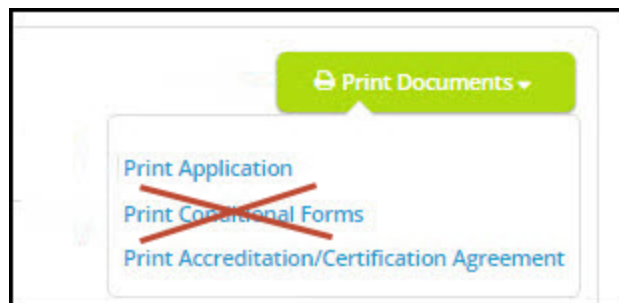 Print Documents
Print Application
Print Conditional Forms
Print Accreditation/Certification Agreement